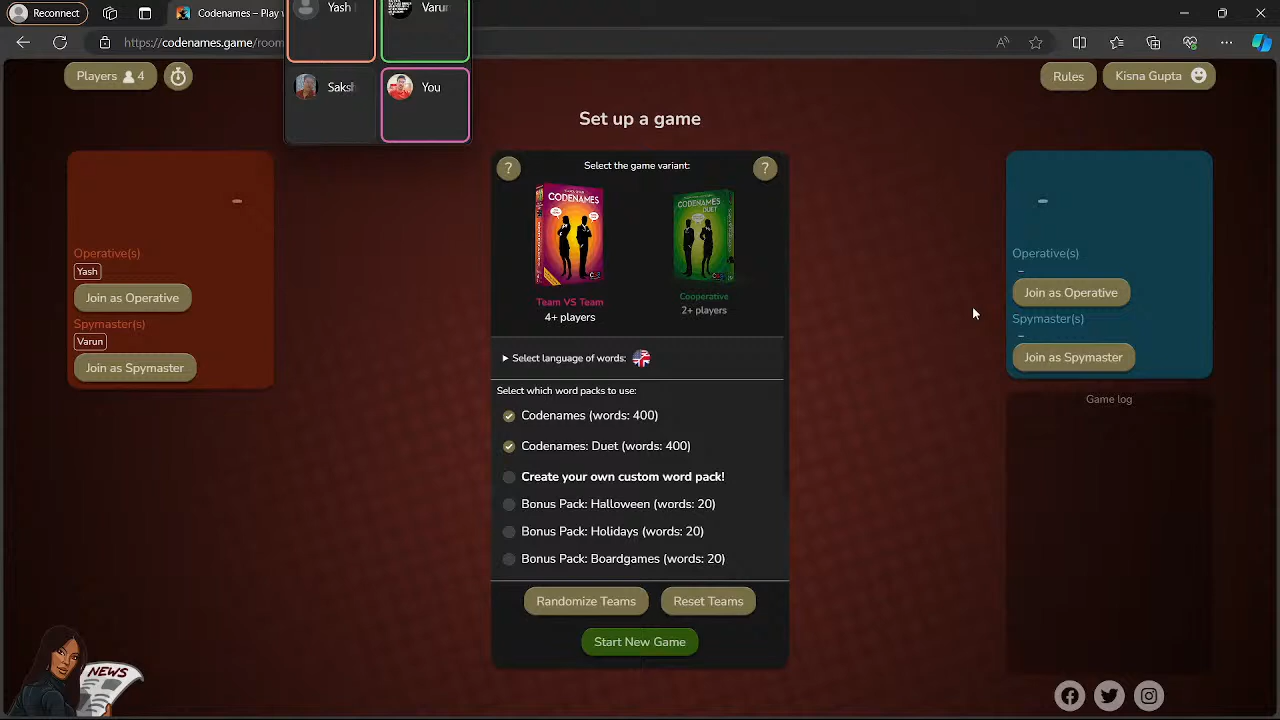 Reconnect
Codenames – Play
https://codenames.game/room
Yash
Varun
Saksh
You
Players 4
Rules
Kisna Gupta
Set up a game
Select the game variant:
?
?
CODENAMES
CODENAMES
DUET
Team VS Team
4+ players
Cooperative
2+ players
Select language of words:
Select which word packs to use:
Codenames (words: 400)
Codenames: Duet (words: 400)
Create your own custom word pack!
Bonus Pack: Halloween (words: 20)
Bonus Pack: Holidays (words: 20)
Bonus Pack: Boardgames (words: 20)
Randomize Teams
Reset Teams
Start New Game
-
Operative(s)
Yash
Join as Operative
Spymaster(s)
Varun
Join as Spymaster
-
Operative(s)
–
Join as Operative
Spymaster(s)
–
Join as Spymaster
Game log
NEWS